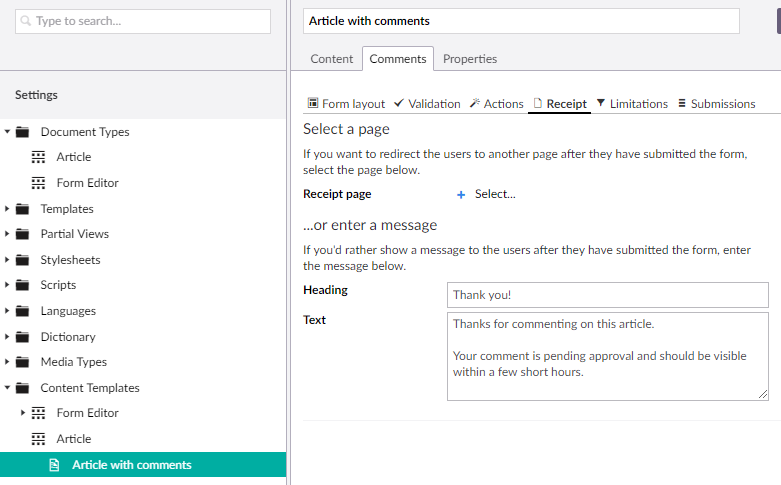 Type to search...
Settings
Document Types
Article
Form Editor
Templates
Partial Views
Stylesheets
Scripts
Languages
Dictionary
Media Types
Content Templates
Form Editor
Article
Article with comments
Article with comments
Content Comments Properties
Form layout Validation Actions Receipt Limitations Submissions
Select a page
If you want to redirect the users to another page after they have submitted the form,
select the page below.
Receipt page + Select...
...or enter a message
If you'd rather show a message to the users after they have submitted the form, enter
the message below.
Heading Thank you!
Text Thanks for commenting on this article.
Your comment is pending approval and should be visible
within a few short hours.